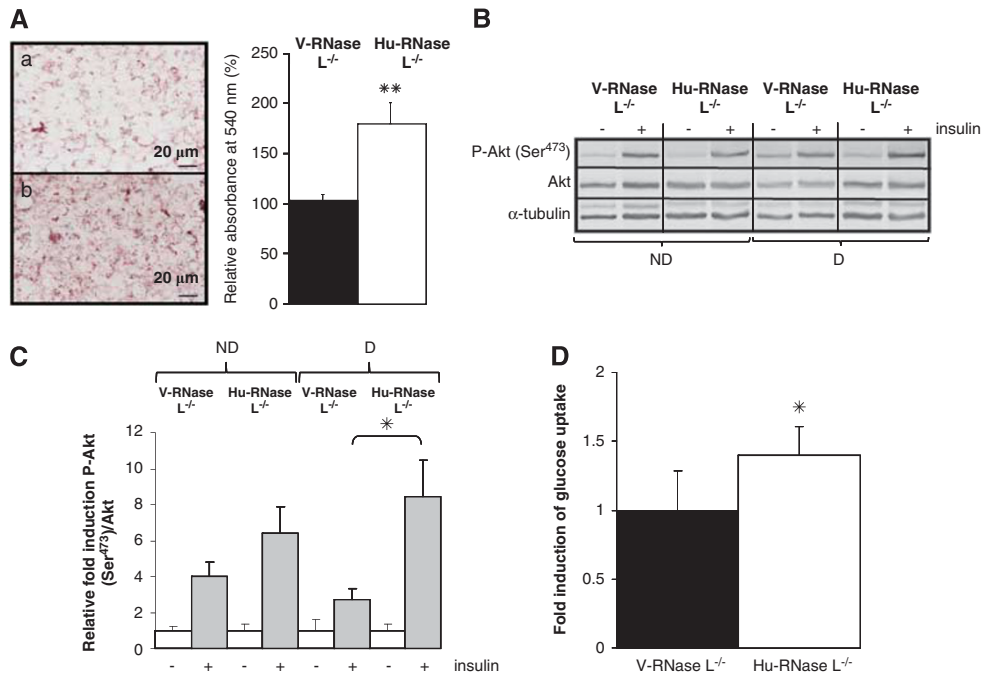 A
a
20 μm
b
20 μm
Relative absorbance at 540 nm (%)
250
200
150
100
50
0
V-RNase L-/-
Hu-RNase L-/-
**
B
V-RNase L-/-
Hu-RNase L-/-
V-RNase L-/-
Hu-RNase L-/-
- + - + - + - + insulin
P-Akt (Ser473)
Akt
α-tubulin
ND
D
C
ND
D
V-RNase L-/-
Hu-RNase L-/-
V-RNase L-/-
Hu-RNase L-/-
*
Relative fold induction P-Akt
(Ser473)/Akt
12
10
8
6
4
2
0
- + - + - + - + insulin
D
Fold induction of glucose uptake
2
1.5
1
0.5
0
*
V-RNase L-/-
Hu-RNase L-/-